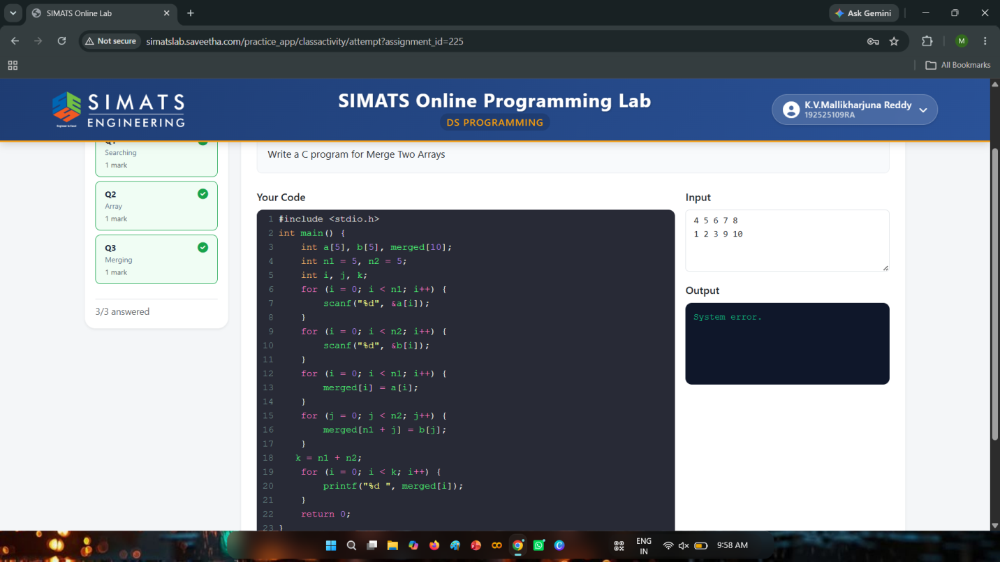 SIMATS Online Lab
Ask Gemini
Not secure
simatslab.saveetha.com/practice_app/classactivity/attempt?assignment_id=225
M
All Bookmarks
SIMATS
ENGINEERING
Engineer to Excel
SIMATS Online Programming Lab
DS PROGRAMMING
K.V.Mallikharjuna Reddy
192525109RA
Q1
Searching
1 mark
Q2
Array
1 mark
Q3
Merging
1 mark
3/3 answered
Write a C program for Merge Two Arrays
Your Code
1 #include <stdio.h>
2 int main() {
3     int a[5], b[5], merged[10];
4     int n1 = 5, n2 = 5;
5     int i, j, k;
6     for (i = 0; i < n1; i++) {
7         scanf("%d", &a[i]);
8     }
9     for (i = 0; i < n2; i++) {
10         scanf("%d", &b[i]);
11     }
12     for (i = 0; i < n1; i++) {
13         merged[i] = a[i];
14     }
15     for (j = 0; j < n2; j++) {
16         merged[n1 + j] = b[j];
17     }
18    k = n1 + n2;
19     for (i = 0; i < k; i++) {
20         printf("%d ", merged[i]);
21     }
22     return 0;
23 }
Input
4 5 6 7 8
1 2 3 9 10
Output
System error.
ENG
IN
9:58 AM